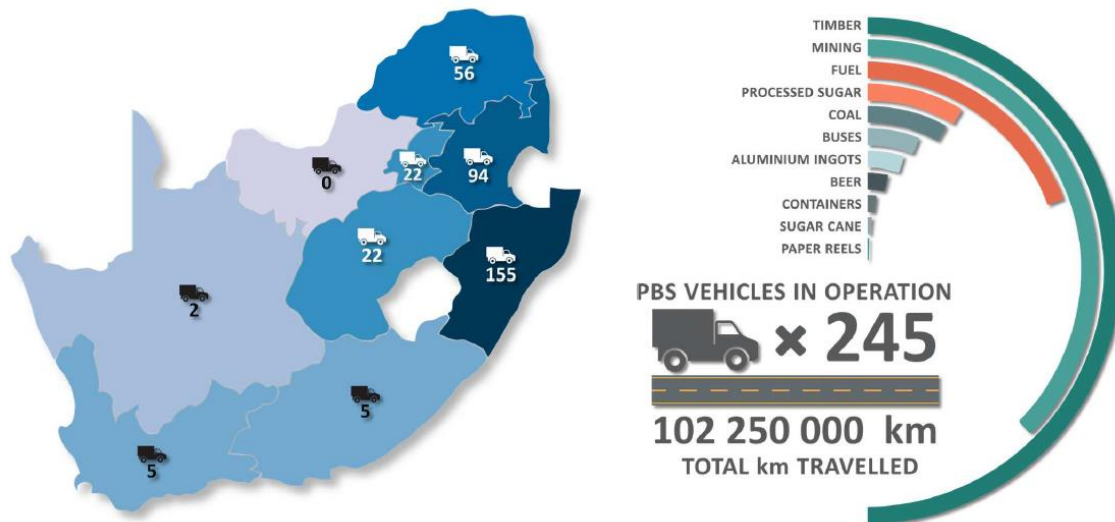 56
0
22
94
22
155
2
5
5
TIMBER
MINING
FUEL
PROCESSED SUGAR
COAL
BUSES
ALUMINIUM INGOTS
BEER
CONTAINERS
SUGAR CANE
PAPER REELS
PBS VEHICLES IN OPERATION
× 245
102 250 000 km
TOTAL km TRAVELLED